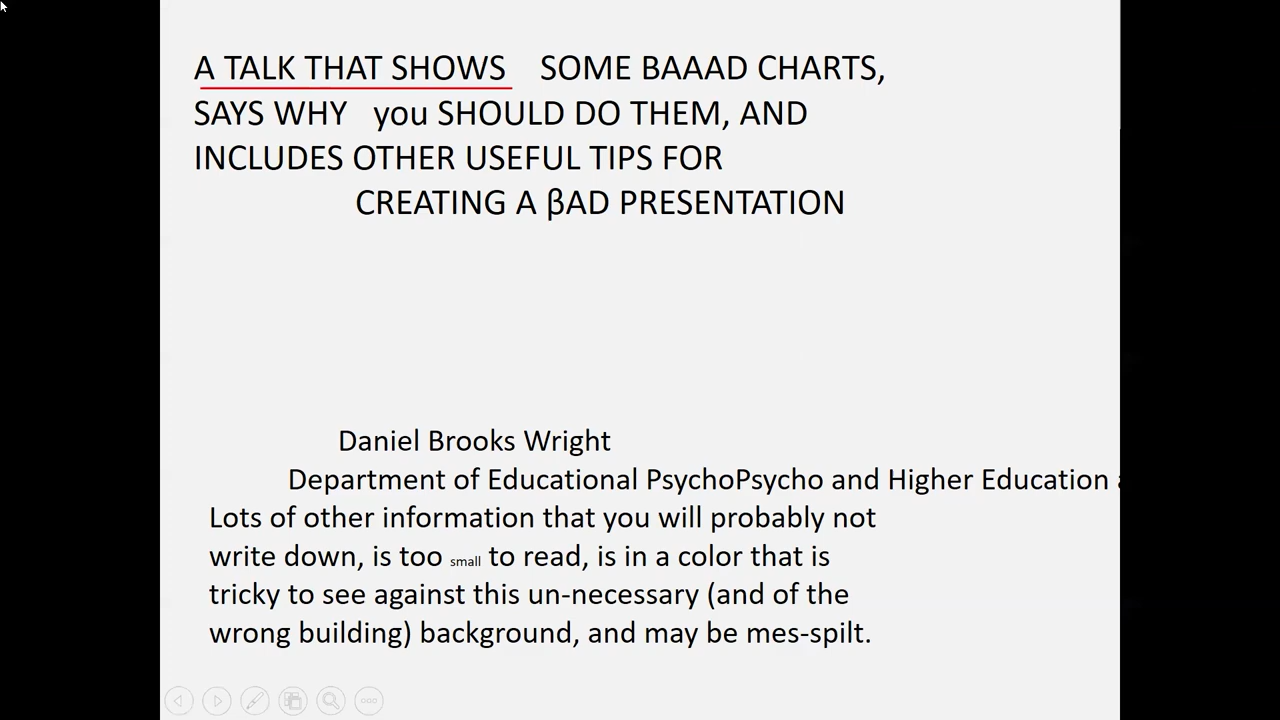 A TALK THAT SHOWS SOME BAAAD CHARTS,
SAYS WHY you SHOULD DO THEM, AND
INCLUDES OTHER USEFUL TIPS FOR
CREATING A βAD PRESENTATION
Daniel Brooks Wright
Department of Educational PsychoPsycho and Higher Education
Lots of other information that you will probably not
write down, is too small to read, is in a color that is
tricky to see against this un-necessary (and of the
wrong building) background, and may be mes-spilt.